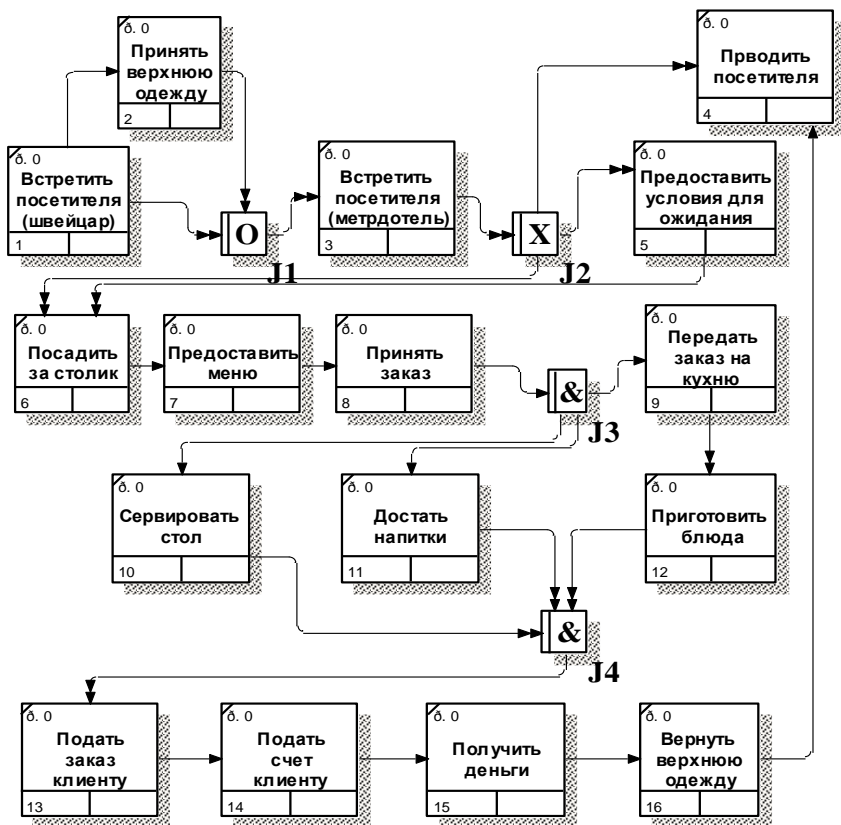 ð. 0
Принять
верхнюю
одежду
2
ð. 0
Прводить
посетителя
4
ð. 0
Встретить
посетителя
(швейцар)
1
O
J1
ð. 0
Встретить
посетителя
(метрдотель)
3
X
J2
ð. 0
Предоставить
условия для
ожидания
5
ð. 0
Посадить
за столик
6
ð. 0
Предоставить
меню
7
ð. 0
Принять
заказ
8
&
J3
ð. 0
Передать
заказ на
кухню
9
ð. 0
Сервировать
стол
10
ð. 0
Достать
напитки
11
ð. 0
Приготовить
блюда
12
&
J4
ð. 0
Подать
заказ
клиенту
13
ð. 0
Подать
счет
клиенту
14
ð. 0
Получить
деньги
15
ð. 0
Вернуть
верхнюю
одежду
16